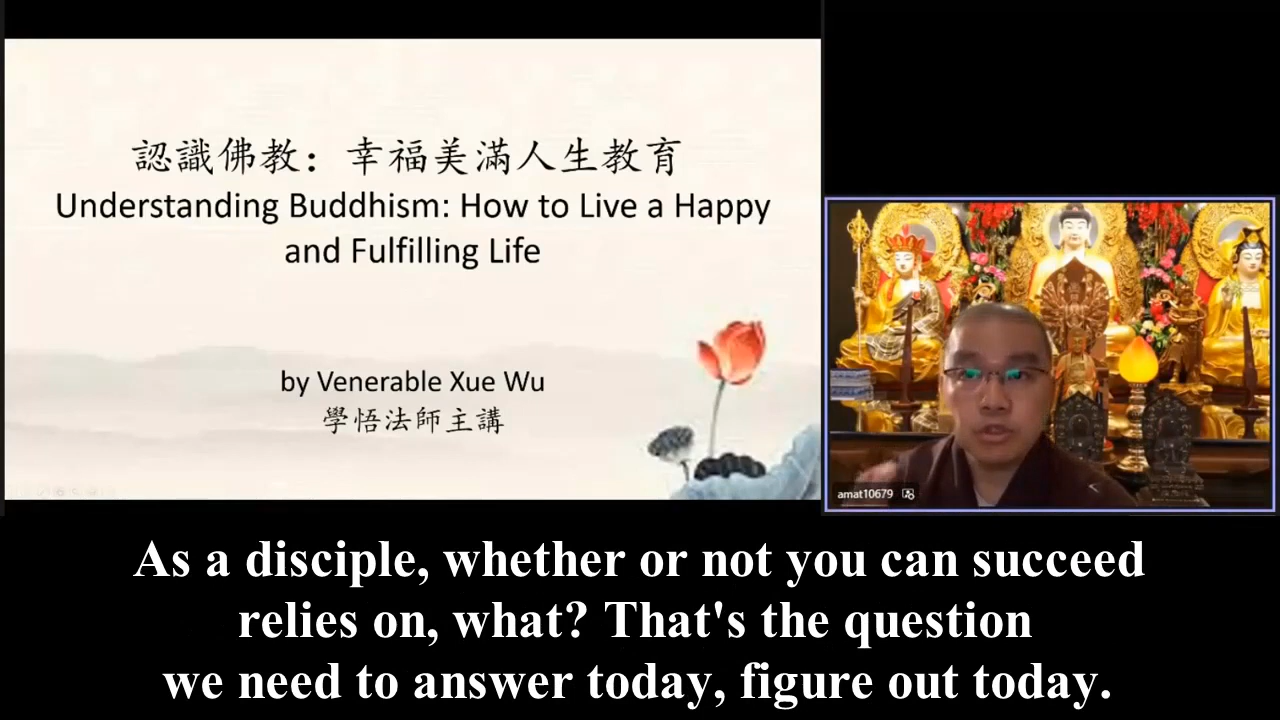 認識佛教：幸福美滿人生教育
Understanding Buddhism: How to Live a Happy
and Fulfilling Life
by Venerable Xue Wu
學悟法師主講
amat10679
As a disciple, whether or not you can succeed
relies on, what? That's the question
we need to answer today, figure out today.